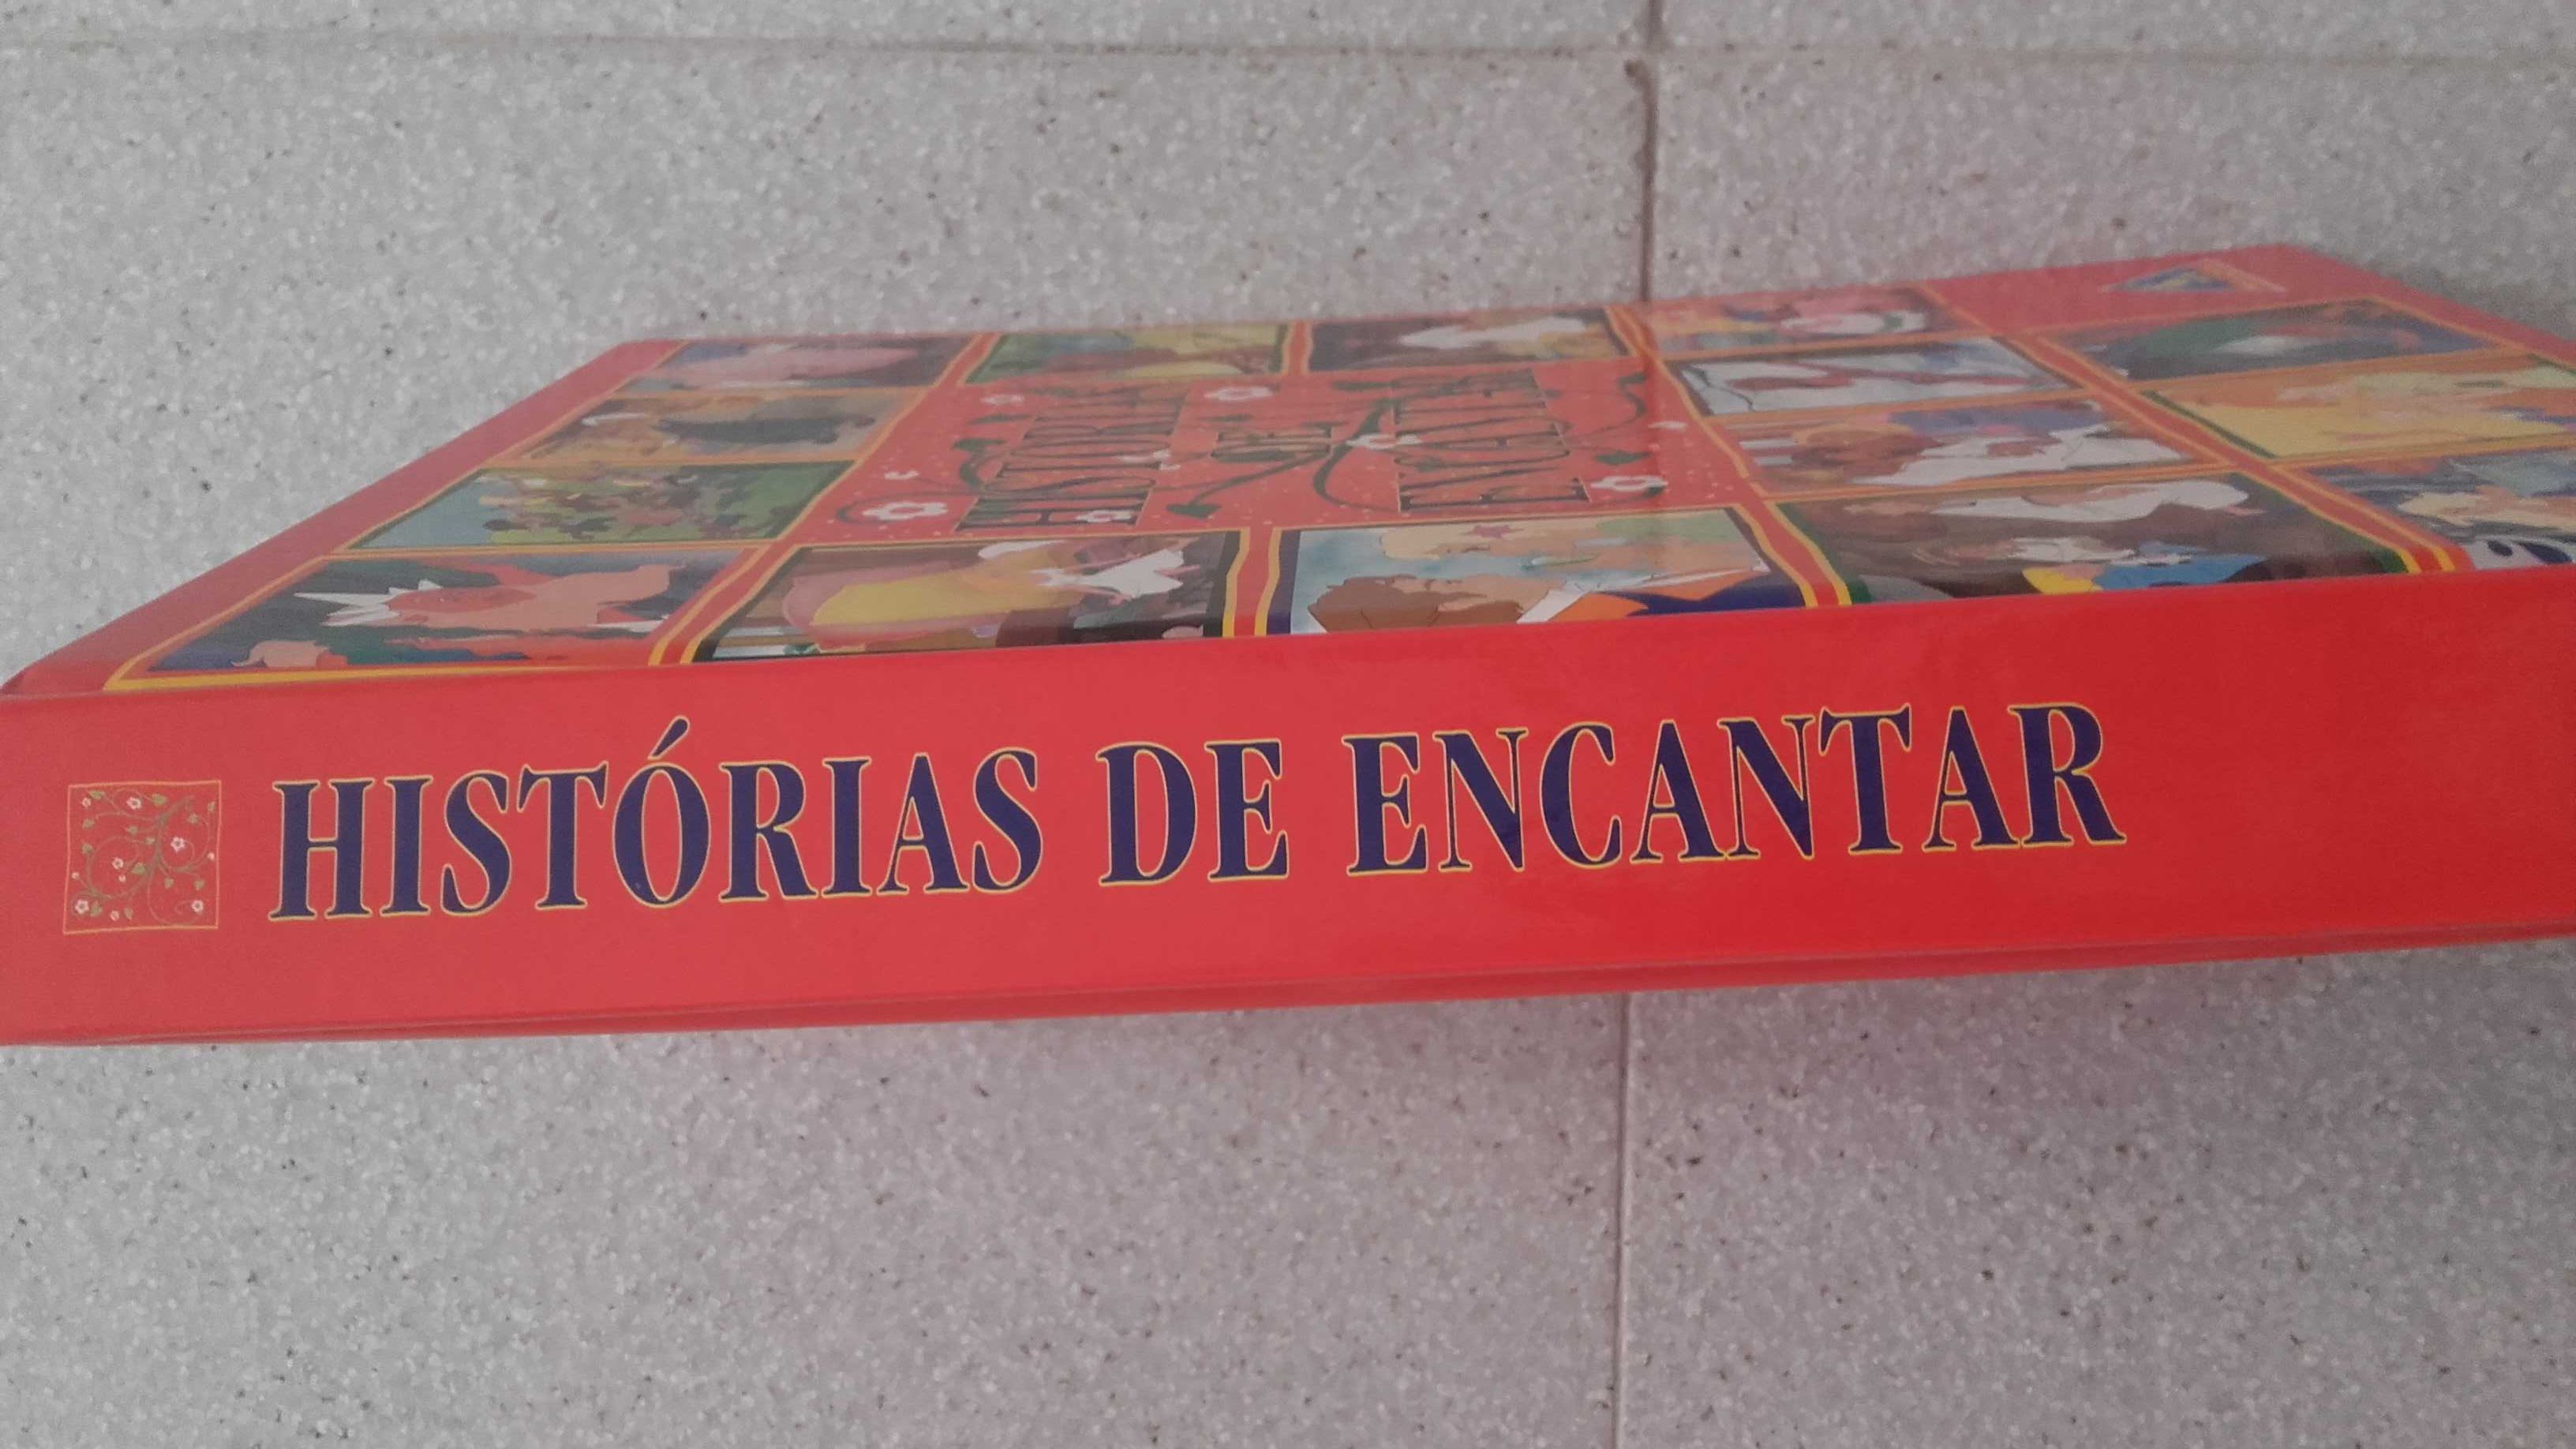 HISTÓRIAS
DE
ENCANTAR
HISTÓRIAS DE ENCANTAR